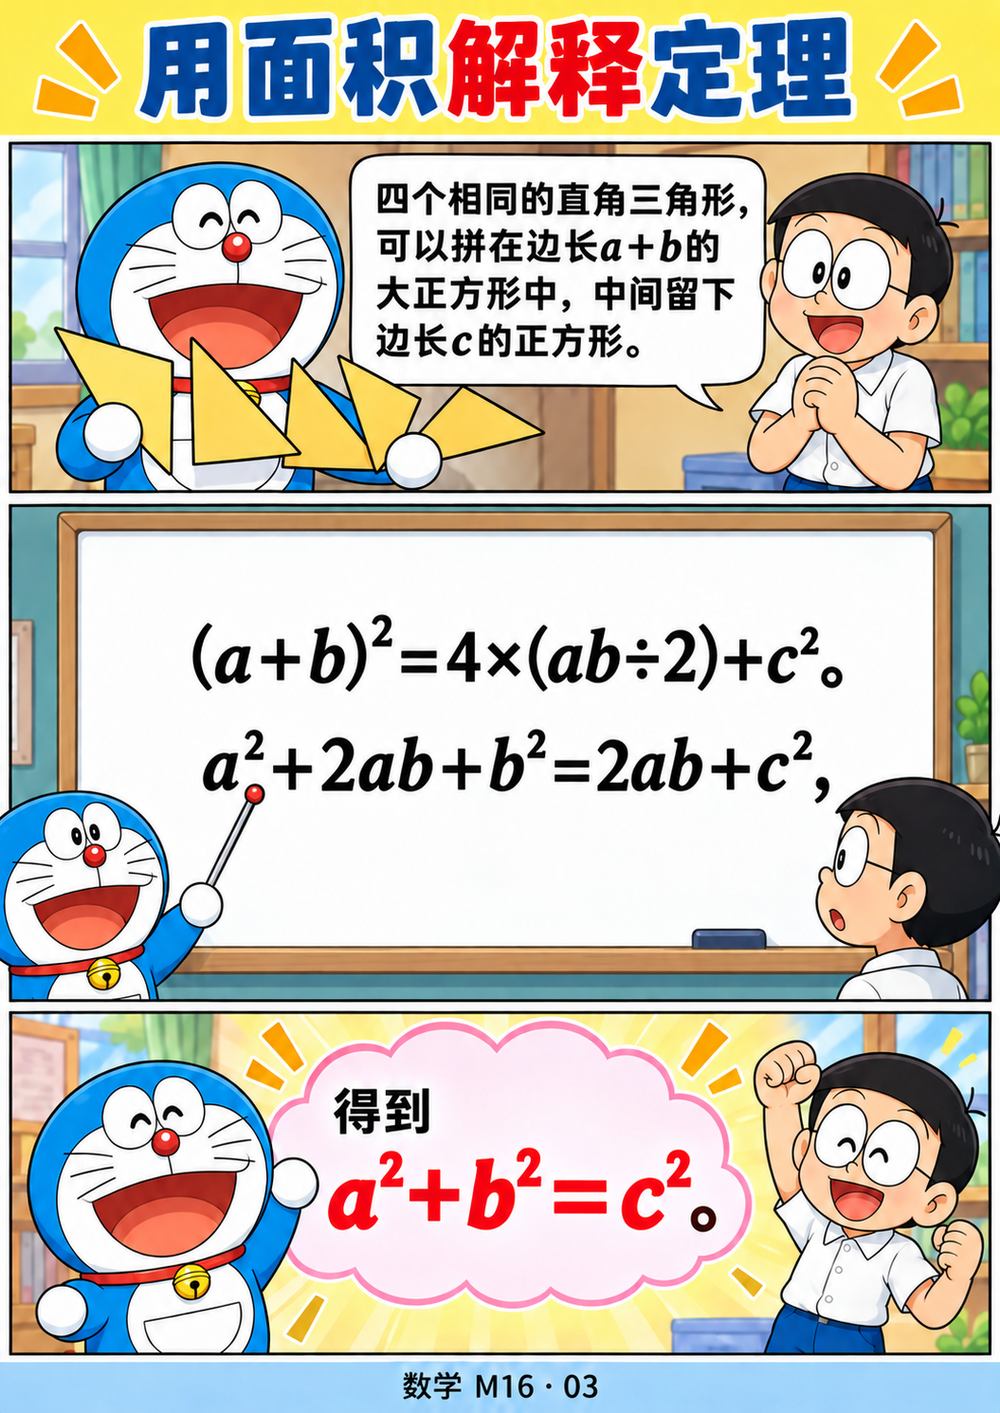 用面积解释定理
四个相同的直角三角形，
可以拼在边长a+b的
大正方形中，中间留下
边长c的正方形。
(a+b)²=4×(ab÷2)+c²。
a²+2ab+b²=2ab+c²，
得到
a²+b²=c²。
数学 M16·03